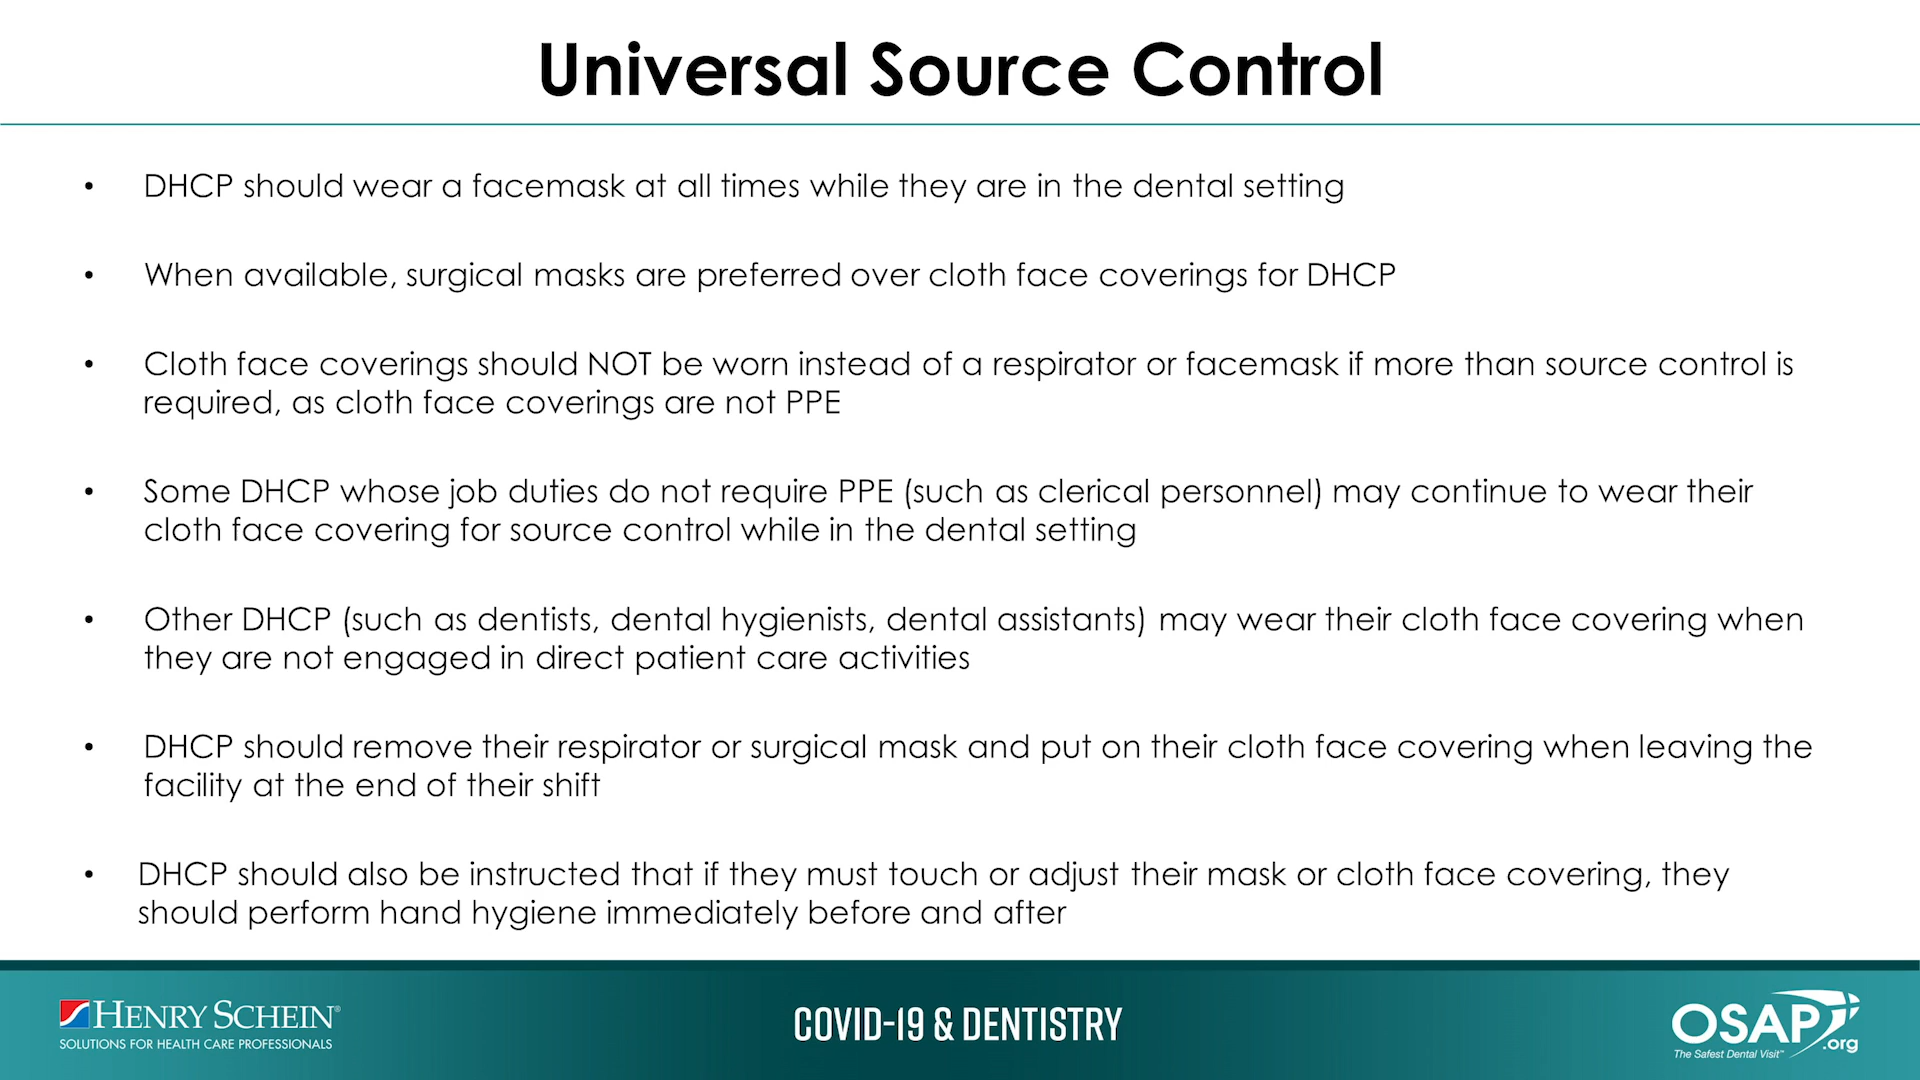 Universal Source Control
• DHCP should wear a facemask at all times while they are in the dental setting
• When available, surgical masks are preferred over cloth face coverings for DHCP
• Cloth face coverings should NOT be worn instead of a respirator or facemask if more than source control is
required, as cloth face coverings are not PPE
• Some DHCP whose job duties do not require PPE (such as clerical personnel) may continue to wear their
cloth face covering for source control while in the dental setting
• Other DHCP (such as dentists, dental hygienists, dental assistants) may wear their cloth face covering when
they are not engaged in direct patient care activities
• DHCP should remove their respirator or surgical mask and put on their cloth face covering when leaving the
facility at the end of their shift
• DHCP should also be instructed that if they must touch or adjust their mask or cloth face covering, they
should perform hand hygiene immediately before and after
HENRY SCHEIN®
SOLUTIONS FOR HEALTH CARE PROFESSIONALS
COVID-19 & DENTISTRY
OSAP
.org
The Safest Dental Visit™